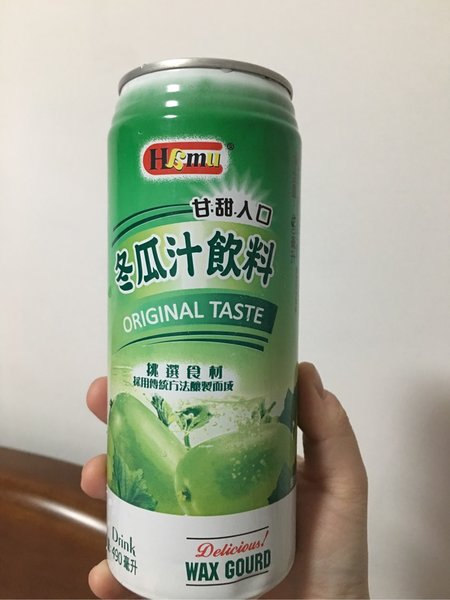 Hamu®
甘·甜·入口
冬瓜汁飲料
ORIGINAL TASTE
挑選食材
採用傳統方法釀製而成
Drink
490毫升
Delicious!
WAX GOURD